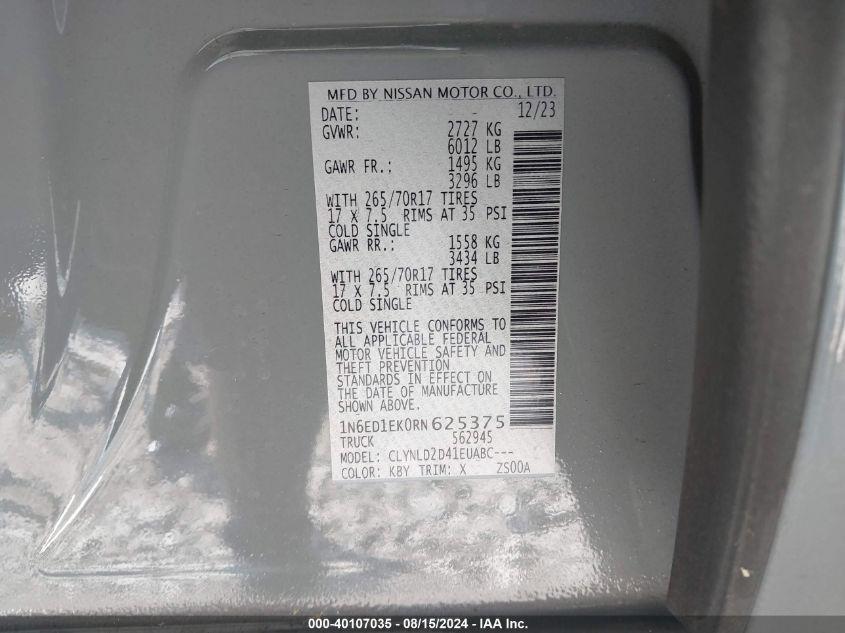 MFD BY NISSAN MOTOR CO., LTD.
DATE: - 12/23
GVWR: 2727 KG
6012 LB
GAWR FR.: 1495 KG
3296 LB
WITH 265/70R17 TIRES
17 X 7.5 RIMS AT 35 PSI
COLD SINGLE
GAWR RR.: 1558 KG
3434 LB
WITH 265/70R17 TIRES
17 X 7.5 RIMS AT 35 PSI
COLD SINGLE
THIS VEHICLE CONFORMS TO
ALL APPLICABLE FEDERAL
MOTOR VEHICLE SAFETY AND
THEFT PREVENTION
STANDARDS IN EFFECT ON
THE DATE OF MANUFACTURE
SHOWN ABOVE.
1N6ED1EK0RN625375
TRUCK 562945
MODEL: CLYNLD2D41EUABC---
COLOR: KBY TRIM: X ZS00A
000-40107035 - 08/15/2024 - IAA Inc.